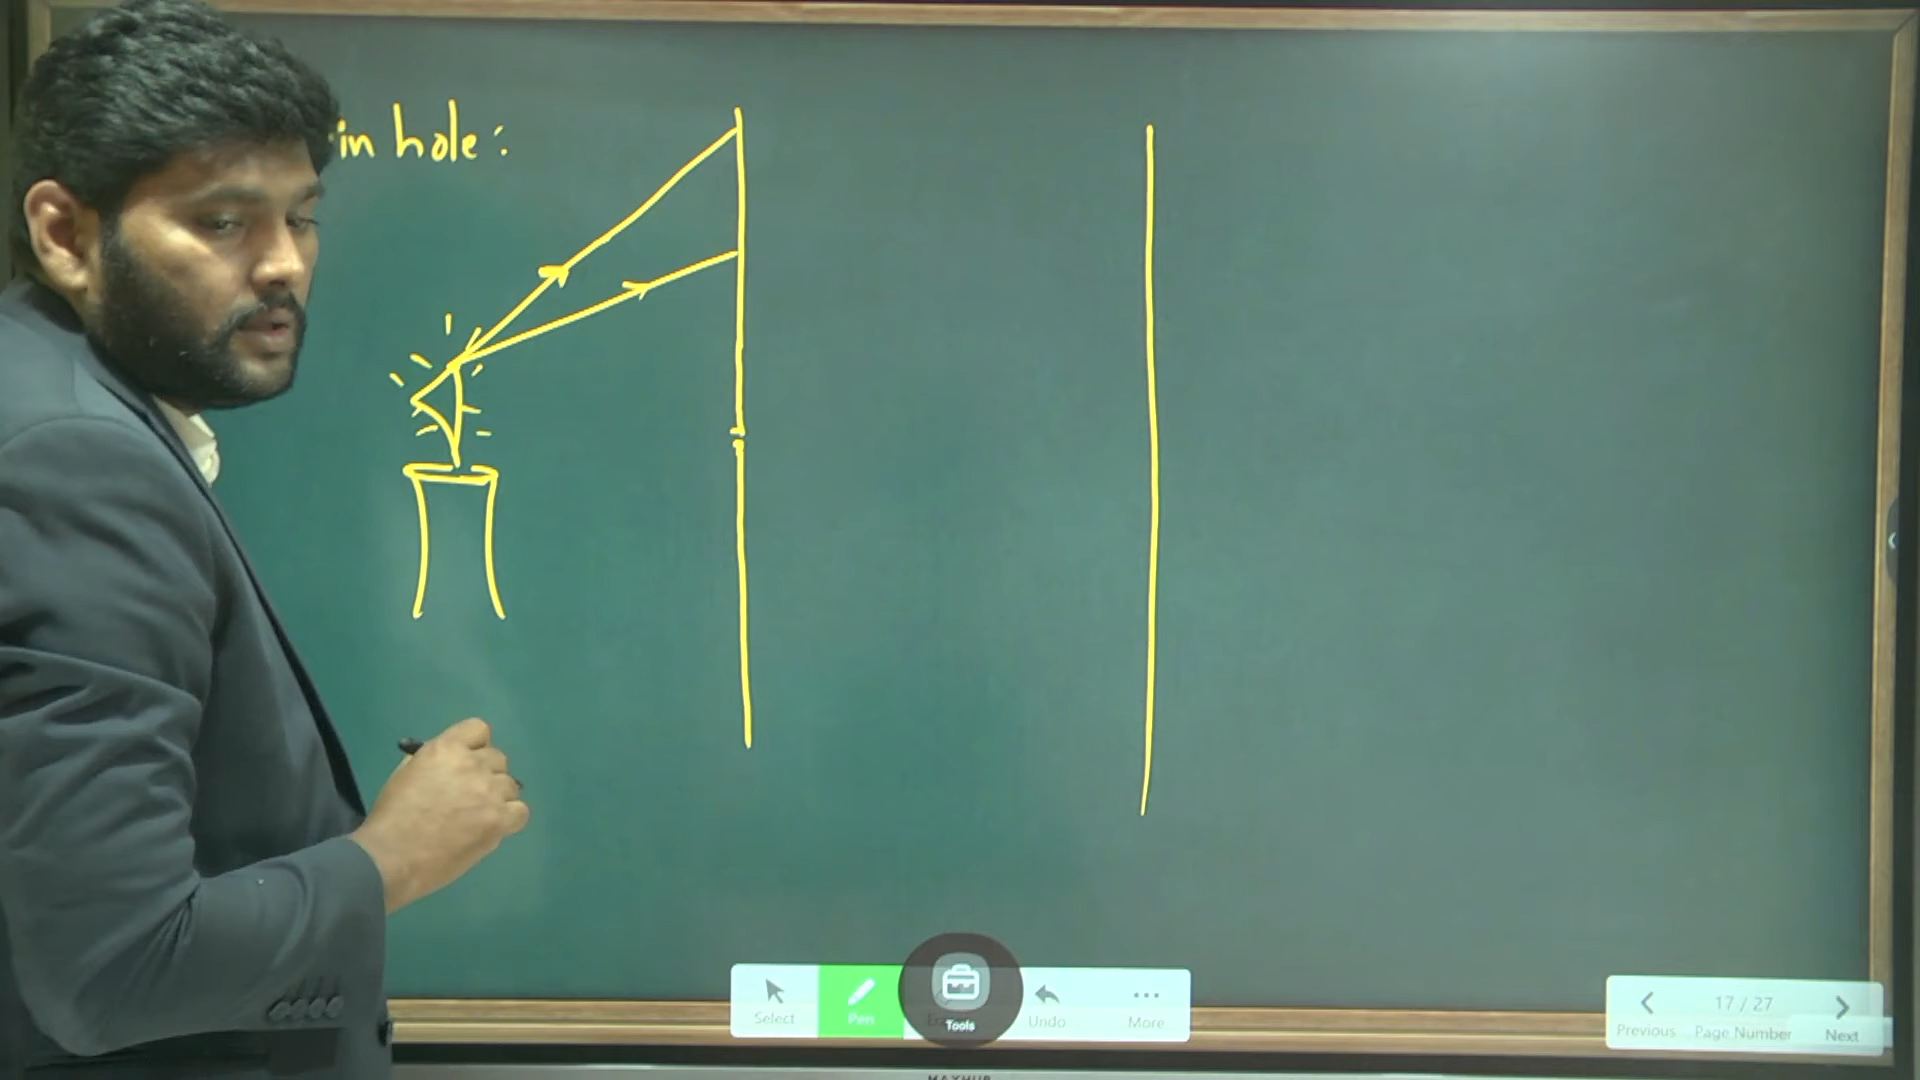 in hole :
Select
Pen
Tools
Undo
More
17 / 27
Previous
Page Number
Next